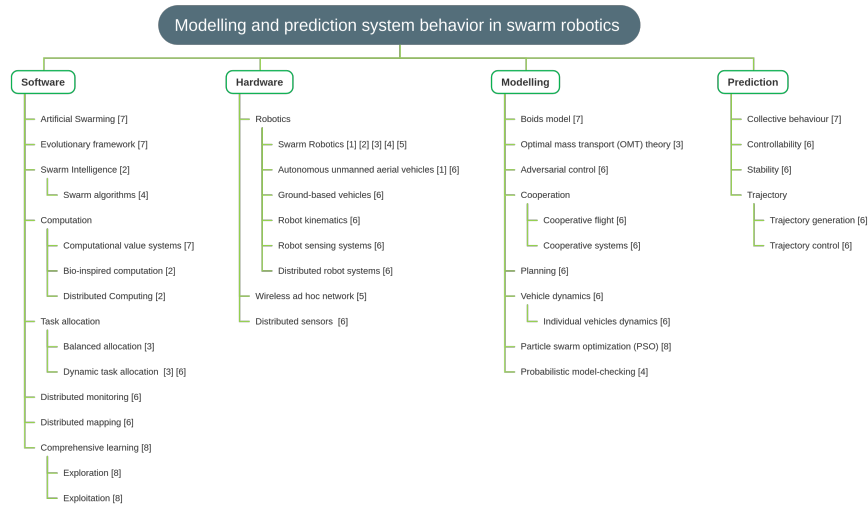 Modelling and prediction system behavior in swarm robotics
Software
Artificial Swarming [7]
Evolutionary framework [7]
Swarm Intelligence [2]
Swarm algorithms [4]
Computation
Computational value systems [7]
Bio-inspired computation [2]
Distributed Computing [2]
Task allocation
Balanced allocation [3]
Dynamic task allocation [3] [6]
Distributed monitoring [6]
Distributed mapping [6]
Comprehensive learning [8]
Exploration [8]
Exploitation [8]
Hardware
Robotics
Swarm Robotics [1] [2] [3] [4] [5]
Autonomous unmanned aerial vehicles [1] [6]
Ground-based vehicles [6]
Robot kinematics [6]
Robot sensing systems [6]
Distributed robot systems [6]
Wireless ad hoc network [5]
Distributed sensors [6]
Modelling
Boids model [7]
Optimal mass transport (OMT) theory [3]
Adversarial control [6]
Cooperation
Cooperative flight [6]
Cooperative systems [6]
Planning [6]
Vehicle dynamics [6]
Individual vehicles dynamics [6]
Particle swarm optimization (PSO) [8]
Probabilistic model-checking [4]
Prediction
Collective behaviour [7]
Controllability [6]
Stability [6]
Trajectory
Trajectory generation [6]
Trajectory control [6]